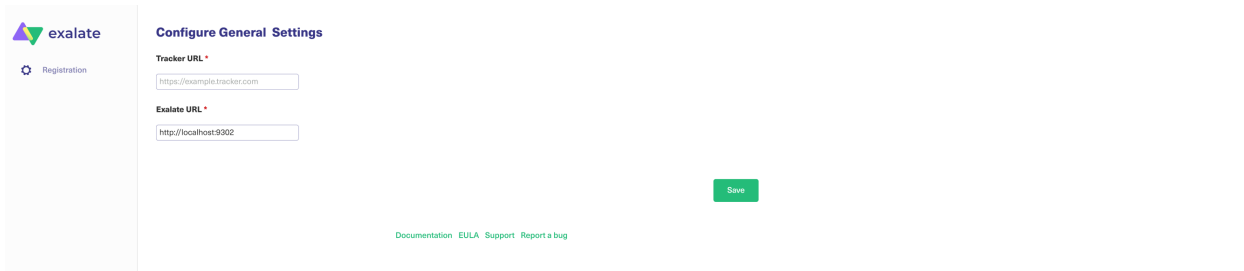 exalate
Registration
Configure General Settings
Tracker URL *
https://example.tracker.com
Exalate URL *
http://localhost:9302
Save
Documentation EULA Support Report a bug